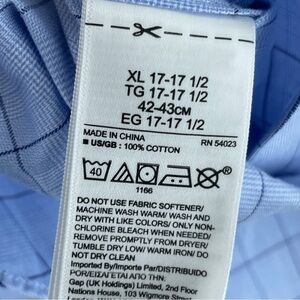 XL 17-17 1/2
TG 17-17 1/2
42-43CM
EG 17-17 1/2
MADE IN CHINA RN 54023
US/GB: 100% COTTON
40
1166
DO NOT USE FABRIC SOFTENER/
MACHINE WASH WARM/ WASH AND
DRY WITH LIKE COLORS/ ONLY NON-
CHLORINE BLEACH WHEN NEEDED/
REMOVE PROMPTLY FROM DRYER/
TUMBLE DRY LOW/ WARM IRON/ DO
NOT DRY CLEAN
Imported By/Importe Par/DISTRIBUIDO
Gap (UK Holdings) Limited, 2nd Floor
Nations House, 103 Wigmore Street